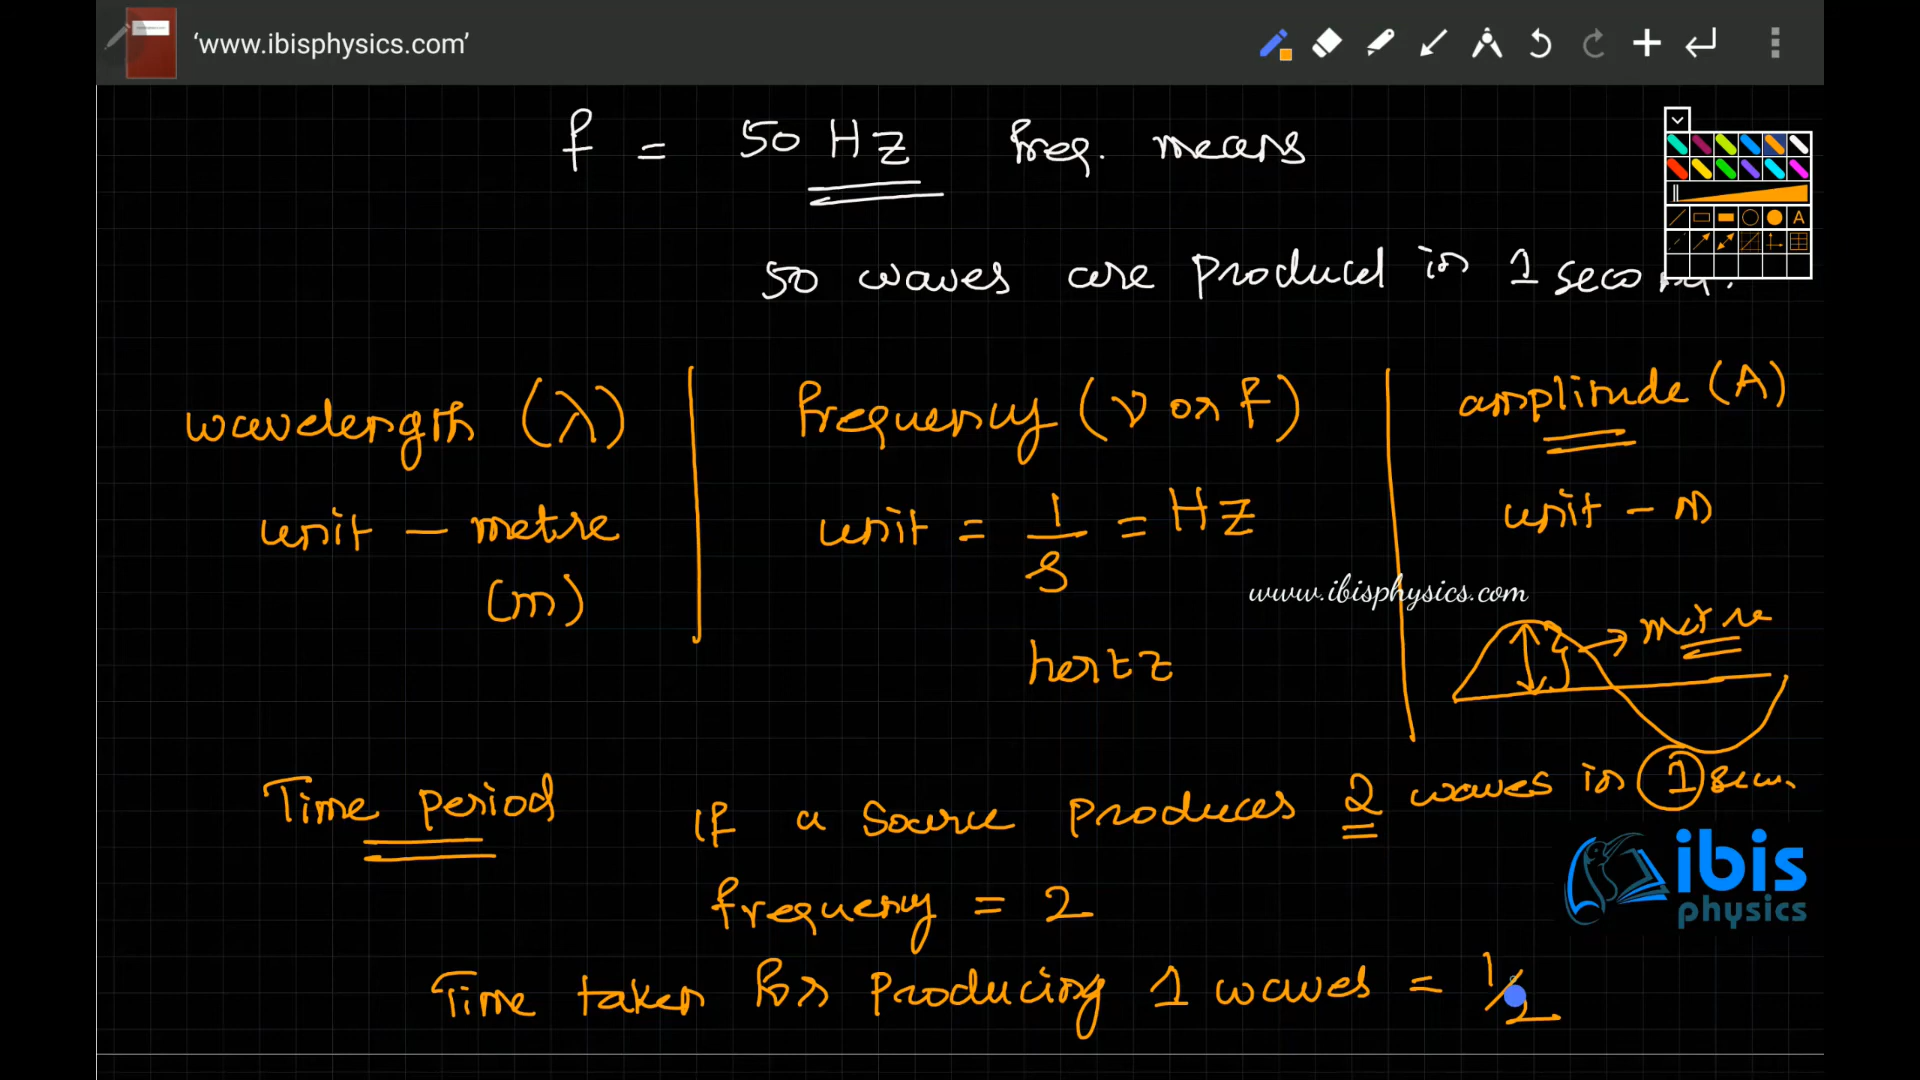 'www.ibisphysics.com'
f = 50 Hz freq. means
50 waves are produced in 1 second.
wavelength (λ)
unit - metre
(m)
frequency (ν or f)
unit = 1/s = Hz
hertz
amplitude (A)
unit - m
www.ibisphysics.com
metre
Time period
If a source produces 2 waves in 1 sec.
frequency = 2
ibis
physics
Time taken for producing 1 waves = 1/2